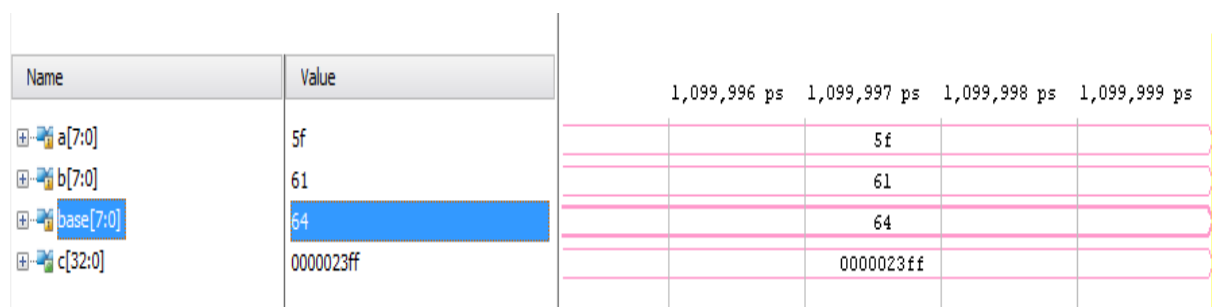 Name Value
1,099,996 ps 1,099,997 ps 1,099,998 ps 1,099,999 ps
a[7:0] 5f 5f
b[7:0] 61 61
base[7:0] 64 64
c[32:0] 0000023ff 0000023ff